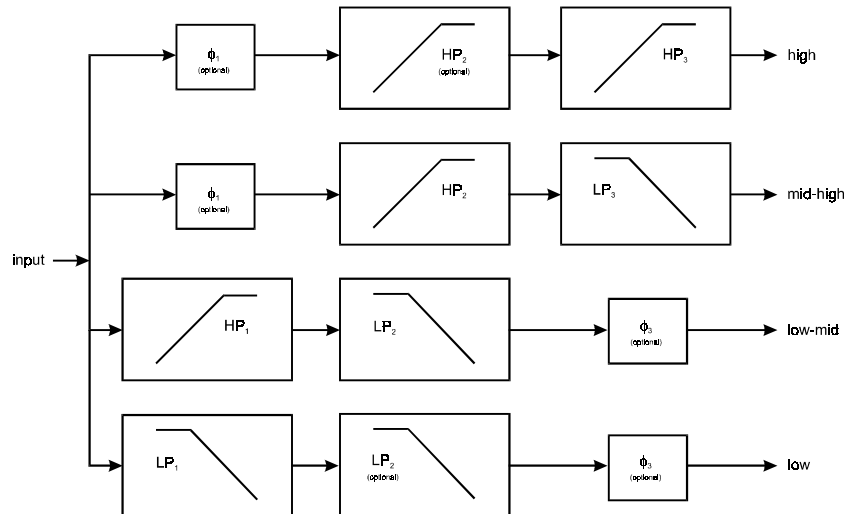 ϕ₁
(optional)
HP₂
(optional)
HP₃
high
ϕ₁
(optional)
HP₂
LP₃
mid-high
input
HP₁
LP₂
ϕ₃
(optional)
low-mid
LP₁
LP₂
(optional)
ϕ₃
(optional)
low